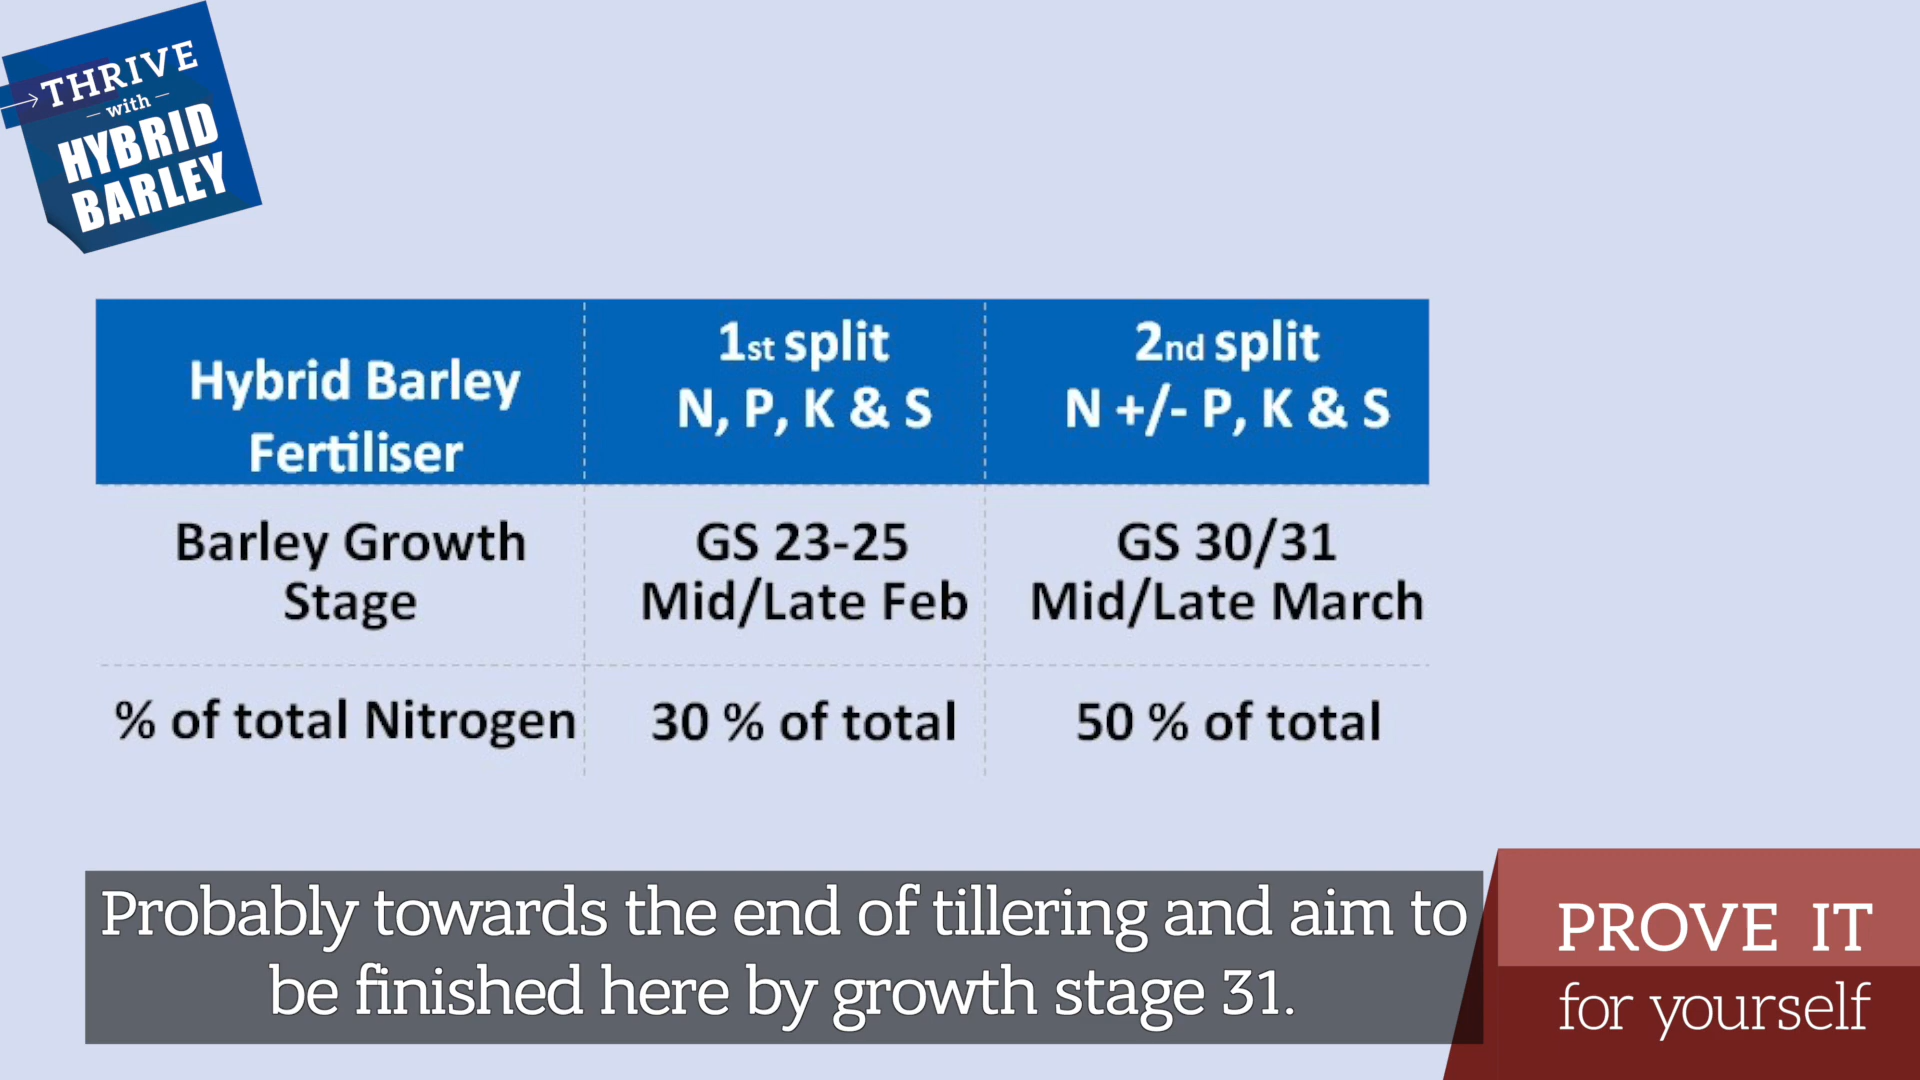 THRIVE
with
HYBRID
BARLEY
Hybrid Barley
Fertiliser
1st split
N, P, K & S
2nd split
N +/- P, K & S
Barley Growth
Stage
GS 23-25
Mid/Late Feb
GS 30/31
Mid/Late March
% of total Nitrogen
30 % of total
50 % of total
Probably towards the end of tillering and aim to
be finished here by growth stage 31.
PROVE IT
for yourself